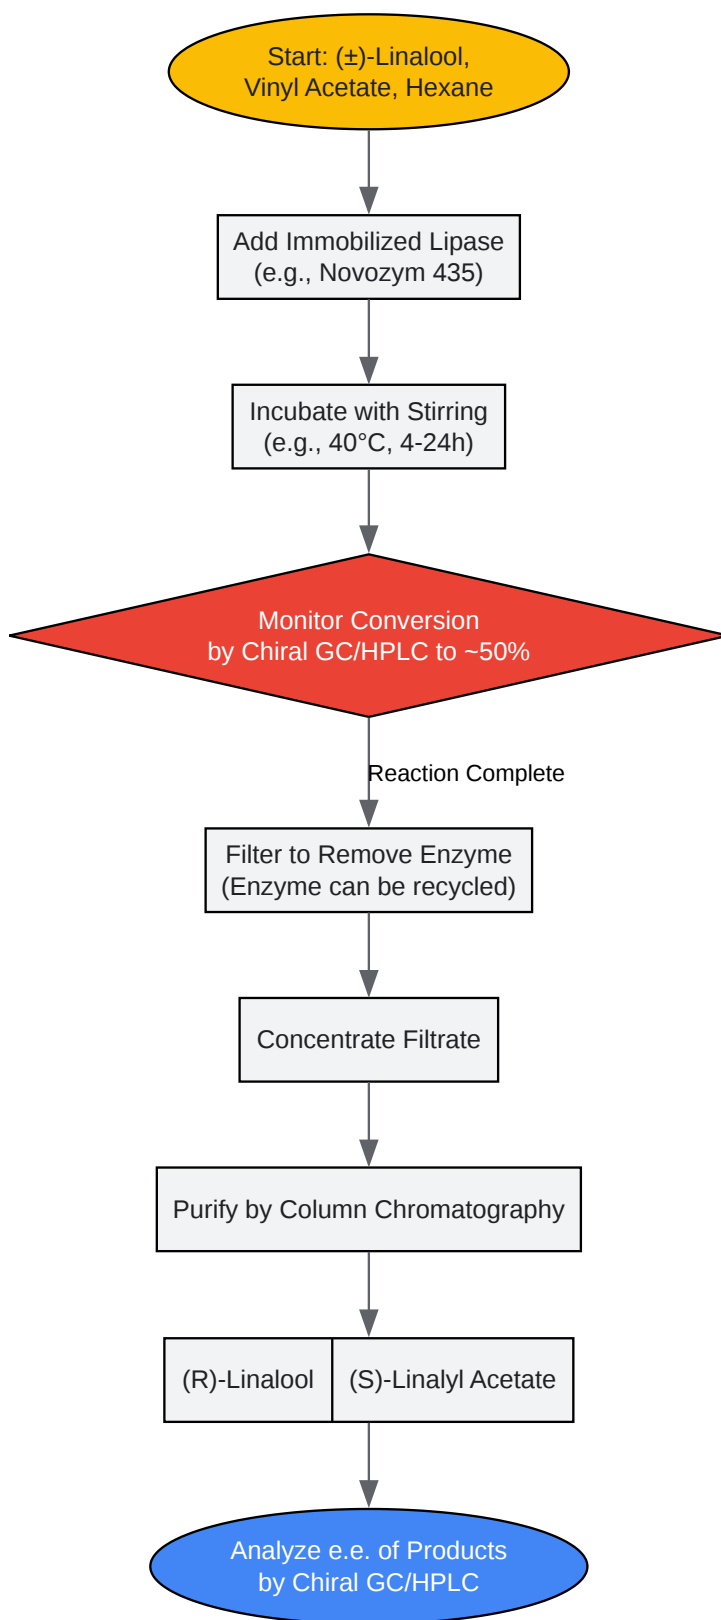 Start: (±)-Linalool,
Vinyl Acetate, Hexane
Add Immobilized Lipase
(e.g., Novozym 435)
Incubate with Stirring
(e.g., 40°C, 4-24h)
Monitor Conversion
by Chiral GC/HPLC to ~50%
Reaction Complete
Filter to Remove Enzyme
(Enzyme can be recycled)
Concentrate Filtrate
Purify by Column Chromatography
(R)-Linalool
(S)-Linalyl Acetate
Analyze e.e. of Products
by Chiral GC/HPLC